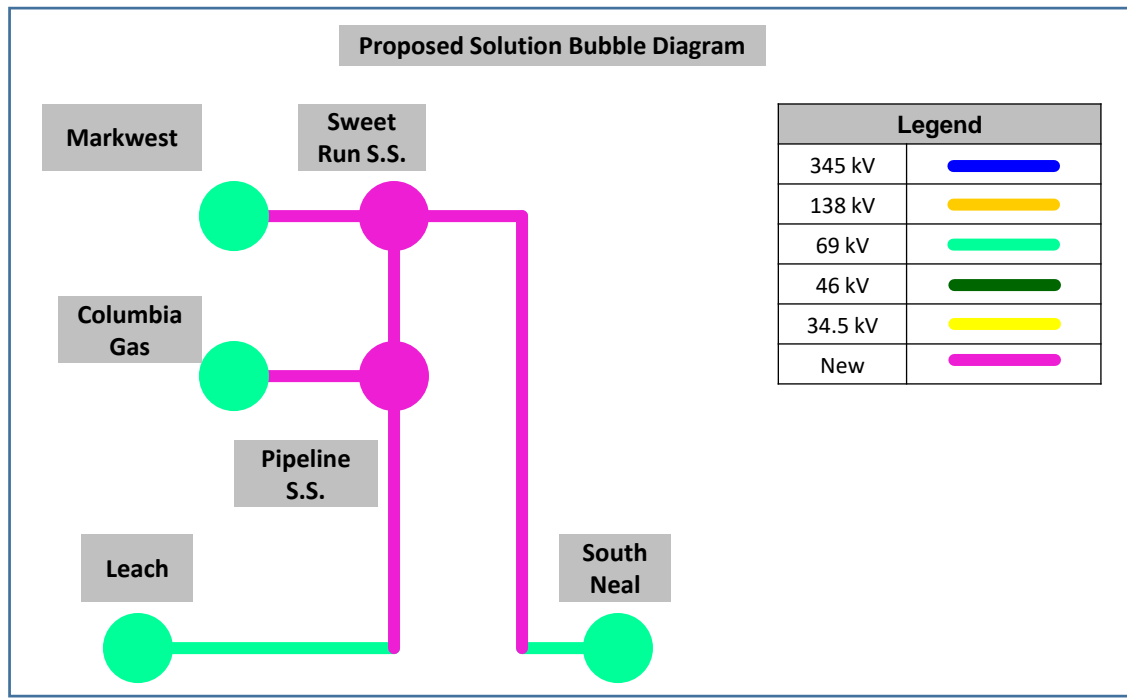 Proposed Solution Bubble Diagram
Markwest
Sweet
Run S.S.
Columbia
Gas
Pipeline
S.S.
Leach
South
Neal
Legend
345 kV
138 kV
69 kV
46 kV
34.5 kV
New